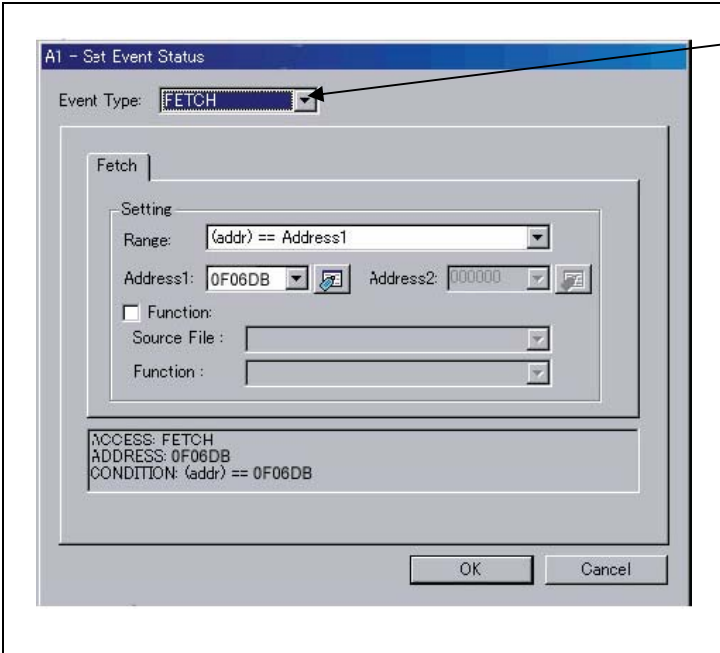 A1 - Set Event Status
Event Type: FETCH
Fetch
Setting
Range: (addr) == Address1
Address1: 0F06DB Address2: 000000
Function:
Source File :
Function :
ACCESS: FETCH
ADDRESS: 0F06DB
CONDITION: (addr) == 0F06DB
OK Cancel